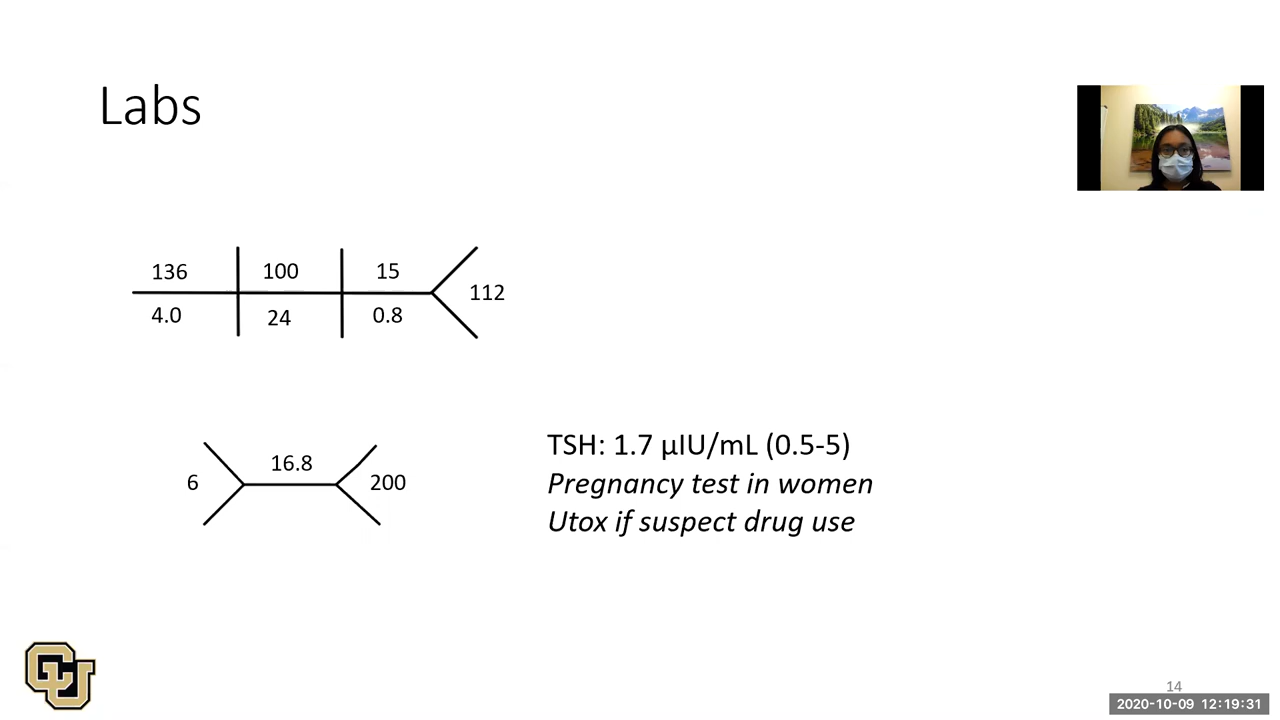 Labs
136 100 15
112
4.0 24 0.8
16.8
6 200
TSH: 1.7 µIU/mL (0.5-5)
Pregnancy test in women
Utox if suspect drug use
CU
14
2020-10-09 12:19:31